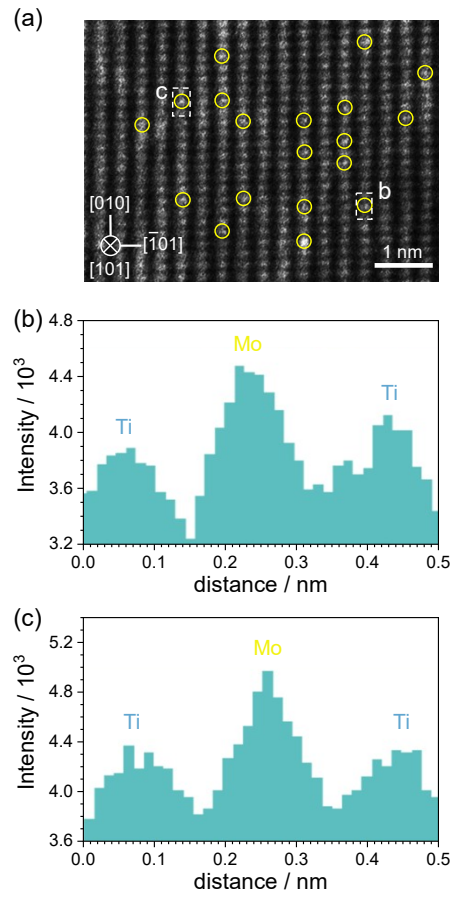 (a)
c
b
[010]
[1̅01]
[101]
1 nm
(b)
4.8
4.4
4.0
3.6
3.2
Intensity / 10³
Ti
Mo
Ti
0.0 0.1 0.2 0.3 0.4 0.5
distance / nm
(c)
5.2
4.8
4.4
4.0
3.6
Intensity / 10³
Ti
Mo
Ti
0.0 0.1 0.2 0.3 0.4 0.5
distance / nm